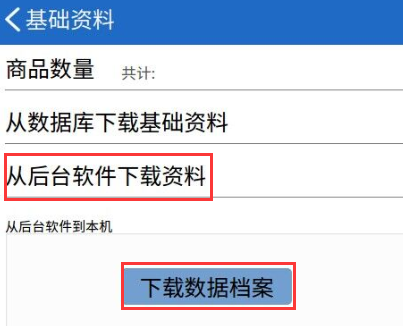 基础资料
商品数量 共计:
从数据库下载基础资料
从后台软件下载资料
从后台软件到本机
下载数据档案